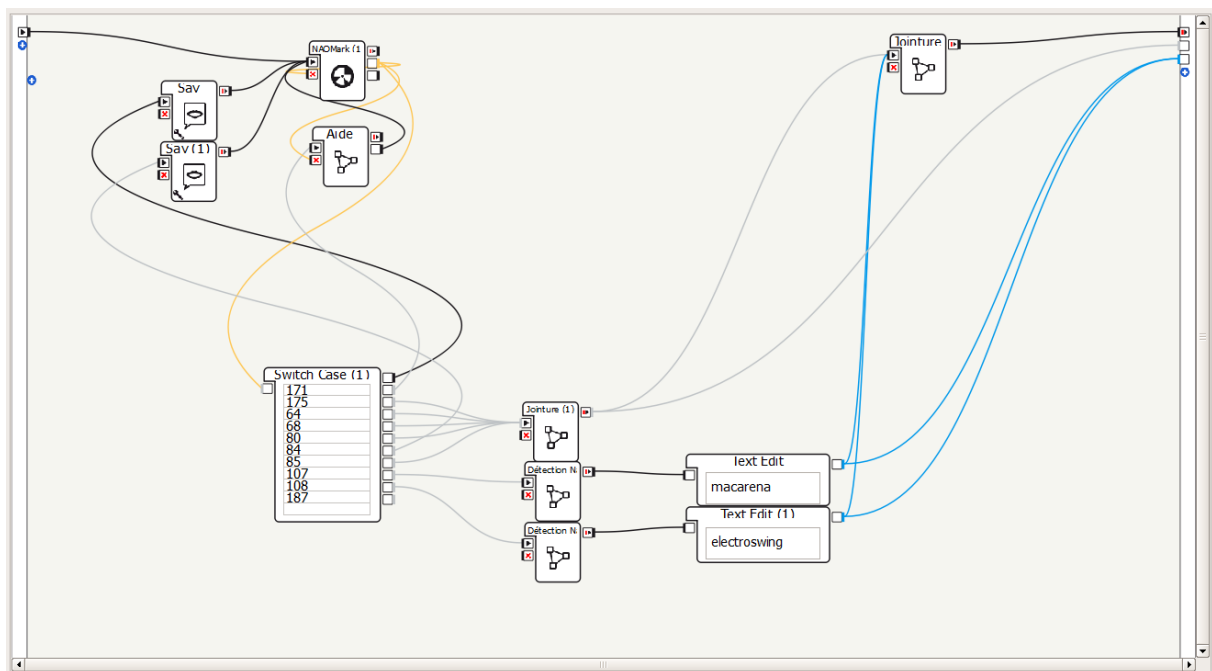 NAOMark (1
Jointure
Sav
Aide
Sav (1)
Switch Case (1)
171
175
64
68
80
84
85
107
108
187
Jointure (1)
Détection N
Text Edit
macarena
Détection N
Text Edit (1)
electroswing